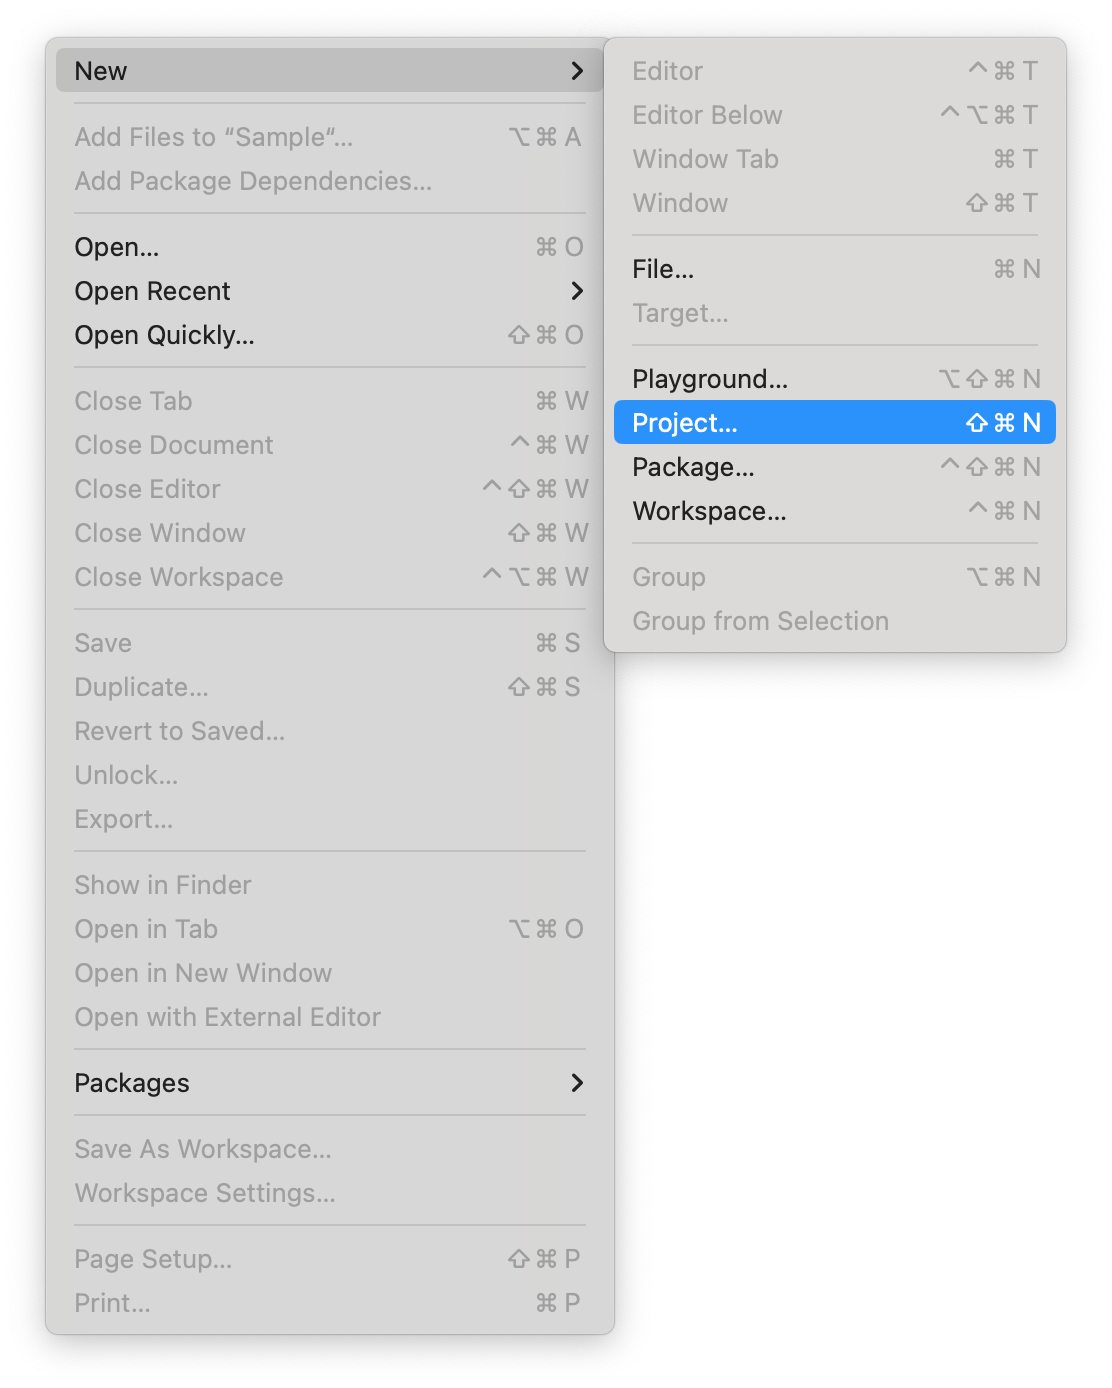 New
Add Files to “Sample“...
⌥⌘ A
Add Package Dependencies...
Open...
⌘ O
Open Recent
Open Quickly...
⇧⌘ O
Close Tab
⌘ W
Close Document
^⌘ W
Close Editor
^⇧⌘ W
Close Window
⇧⌘ W
Close Workspace
^⌥⌘ W
Save
⌘ S
Duplicate...
⇧⌘ S
Revert to Saved...
Unlock...
Export...
Show in Finder
Open in Tab
⌥⌘ O
Open in New Window
Open with External Editor
Packages
Save As Workspace...
Workspace Settings...
Page Setup...
⇧⌘ P
Print...
⌘ P
Editor
^⌘ T
Editor Below
^⌥⌘ T
Window Tab
⌘ T
Window
⇧⌘ T
File...
⌘ N
Target...
Playground...
⌥⇧⌘ N
Project...
⇧⌘ N
Package...
^⇧⌘ N
Workspace...
^⌘ N
Group
⌥⌘ N
Group from Selection